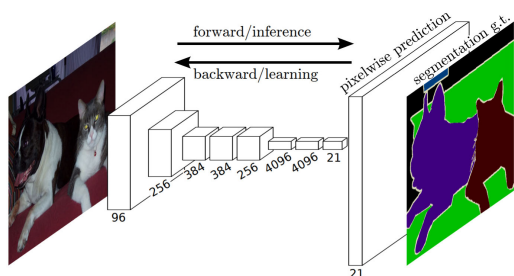 forward/inference
backward/learning
pixelwise prediction
segmentation g.t.
96
256
384
384
256
4096
4096
21
21